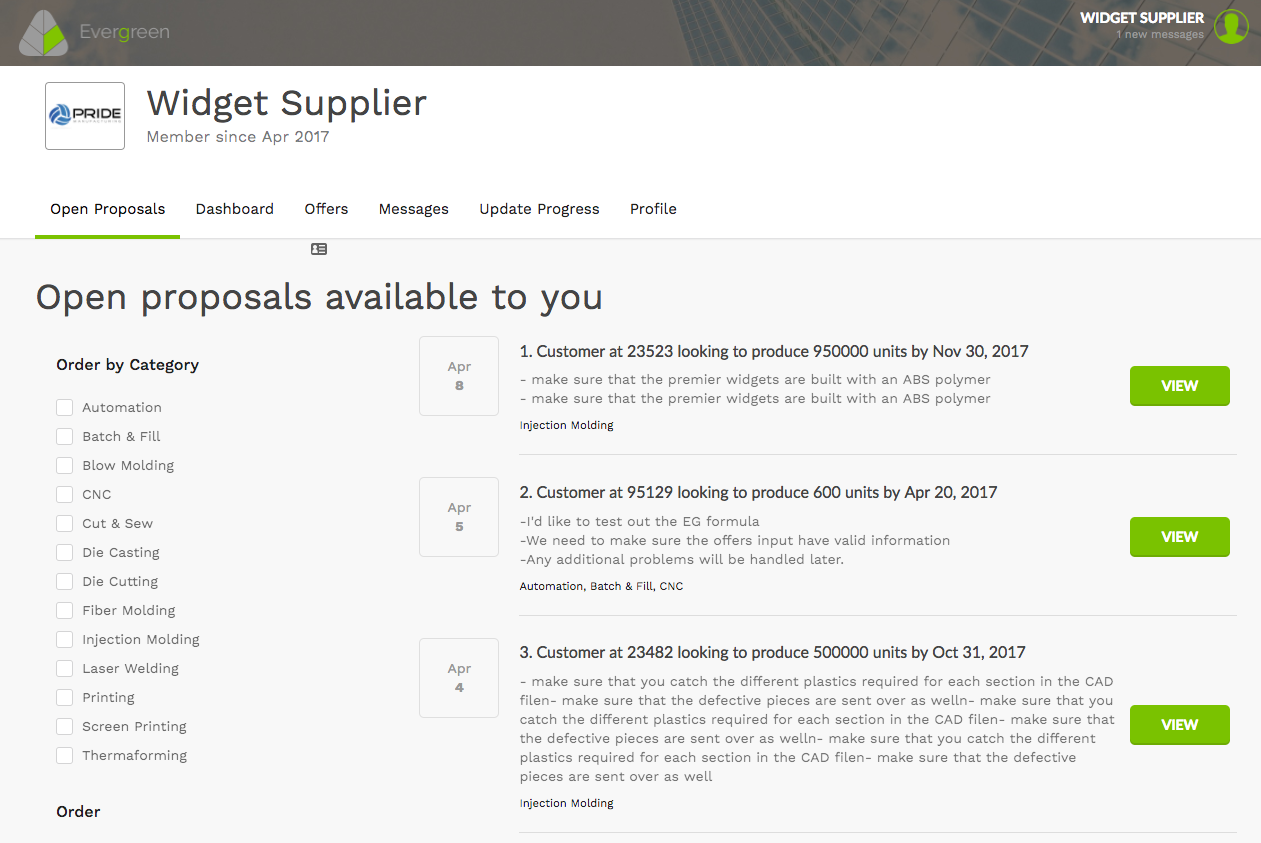 Evergreen
WIDGET SUPPLIER
1 new messages
PRIDE
MANUFACTURING
Widget Supplier
Member since Apr 2017
Open Proposals
Dashboard
Offers
Messages
Update Progress
Profile
Open proposals available to you
Order by Category
Automation
Batch & Fill
Blow Molding
CNC
Cut & Sew
Die Casting
Die Cutting
Fiber Molding
Injection Molding
Laser Welding
Printing
Screen Printing
Thermaforming
Order
Apr
8
1. Customer at 23523 looking to produce 950000 units by Nov 30, 2017
- make sure that the premier widgets are built with an ABS polymer
- make sure that the premier widgets are built with an ABS polymer
Injection Molding
VIEW
Apr
5
2. Customer at 95129 looking to produce 600 units by Apr 20, 2017
-I'd like to test out the EG formula
-We need to make sure the offers input have valid information
-Any additional problems will be handled later.
Automation, Batch & Fill, CNC
VIEW
Apr
4
3. Customer at 23482 looking to produce 500000 units by Oct 31, 2017
- make sure that you catch the different plastics required for each section in the CAD
filen- make sure that the defective pieces are sent over as welln- make sure that you
catch the different plastics required for each section in the CAD filen- make sure that
the defective pieces are sent over as welln- make sure that you catch the different
plastics required for each section in the CAD filen- make sure that the defective
pieces are sent over as well
Injection Molding
VIEW